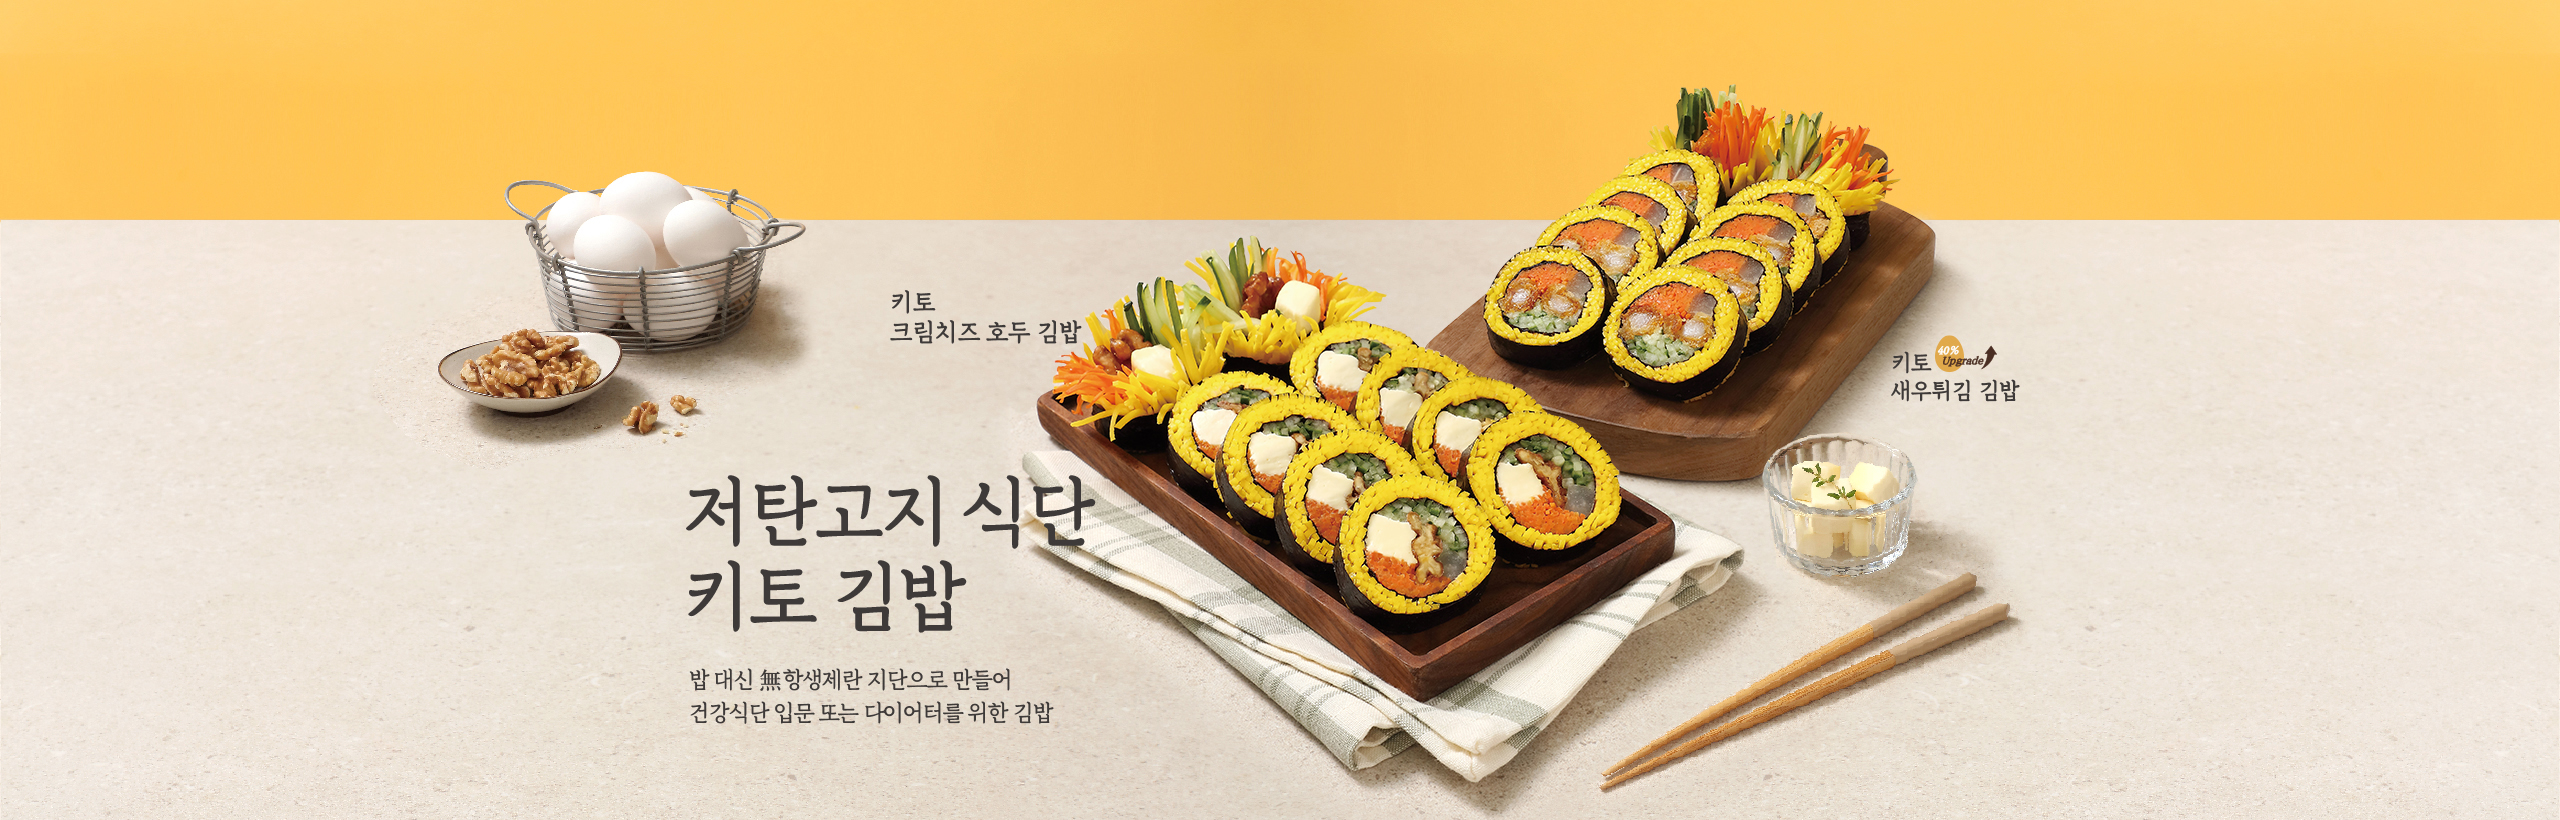 키토
크림치즈 호두 김밥
키토 40% Upgrade
새우튀김 김밥
저탄고지 식단
키토 김밥
밥 대신 無항생제란 지단으로 만들어
건강식단 입문 또는 다이어터를 위한 김밥